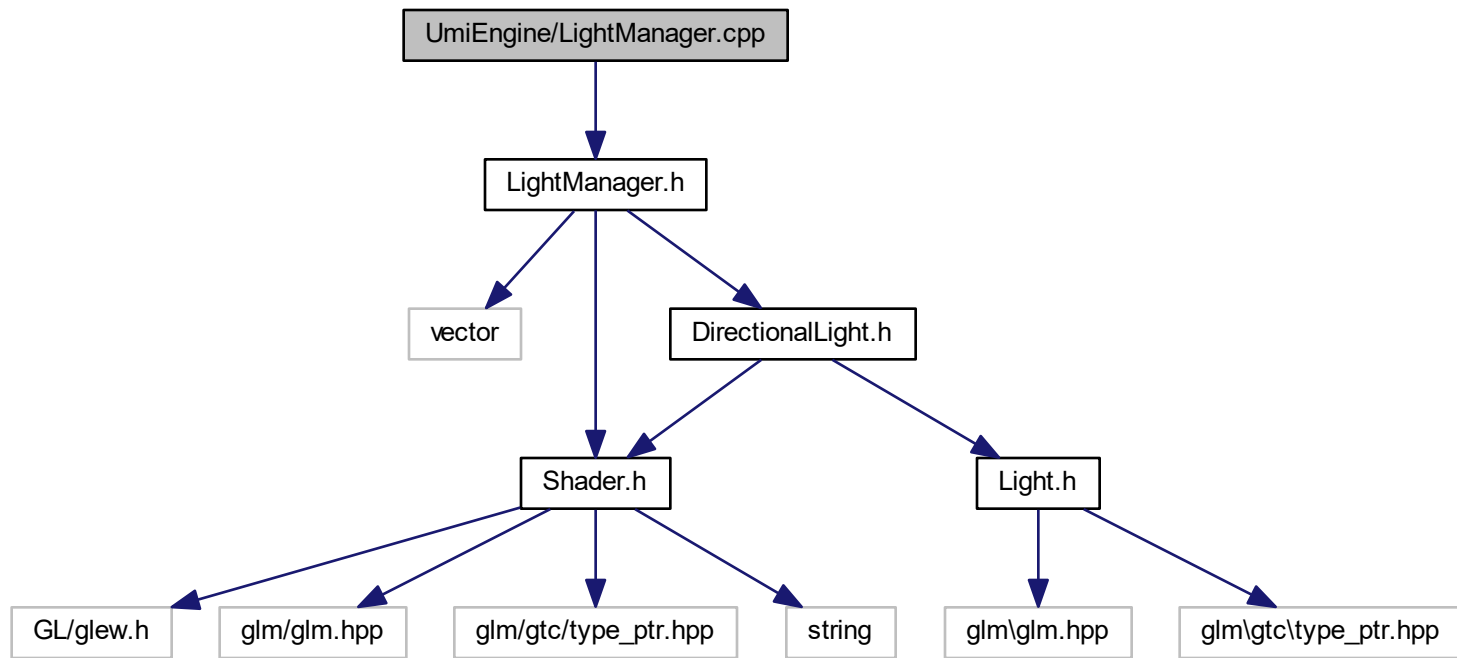 UmiEngine/LightManager.cpp
LightManager.h
vector
DirectionalLight.h
Shader.h
Light.h
GL/glew.h
glm/glm.hpp
glm/gtc/type_ptr.hpp
string
glm\glm.hpp
glm\gtc\type_ptr.hpp